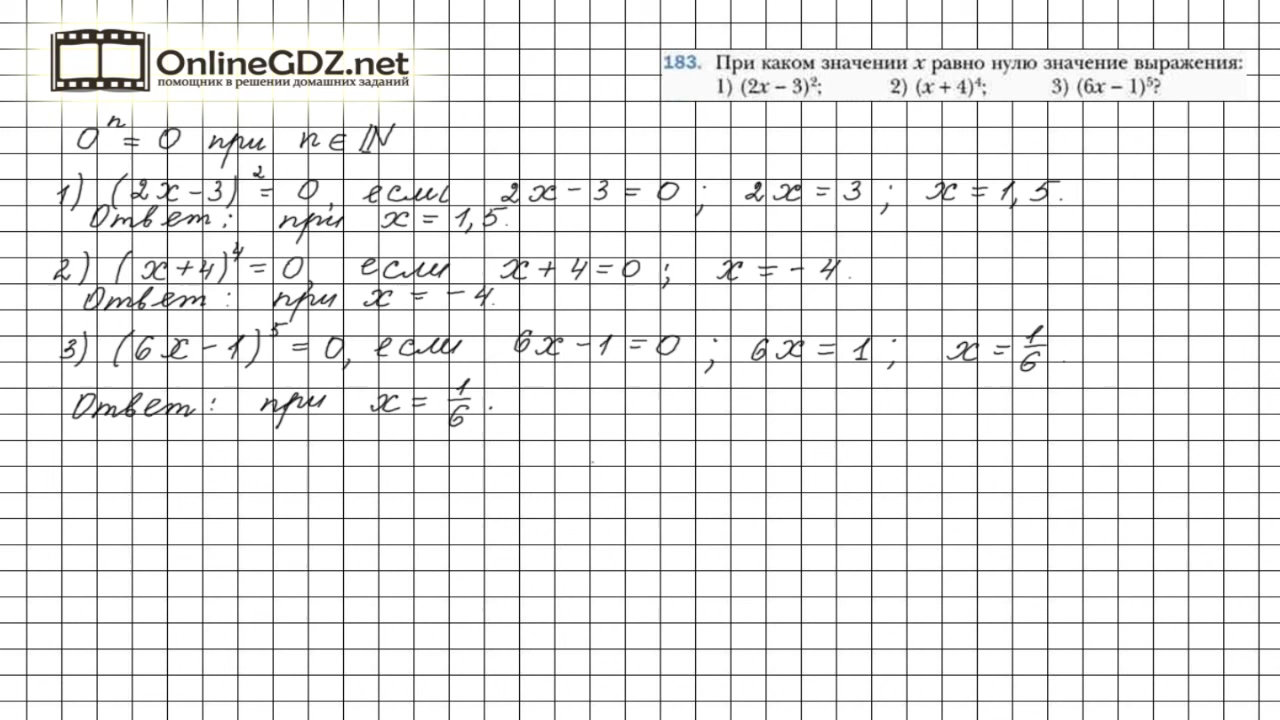 OnlineGDZ.net
помощник в решении домашних заданий
183. При каком значении x равно нулю значение выражения:
1) (2x – 3)²; 2) (x + 4)⁴; 3) (6x – 1)⁵?
0ⁿ = 0 при n ∈ ℕ
1) (2x – 3)² = 0, если 2x – 3 = 0 ; 2x = 3 ; x = 1,5.
Ответ: при x = 1,5.
2) (x + 4)⁴ = 0, если x + 4 = 0 ; x = – 4.
Ответ: при x = – 4.
3) (6x – 1)⁵ = 0, если 6x – 1 = 0 ; 6x = 1 ; x = 1/6.
Ответ: при x = 1/6.